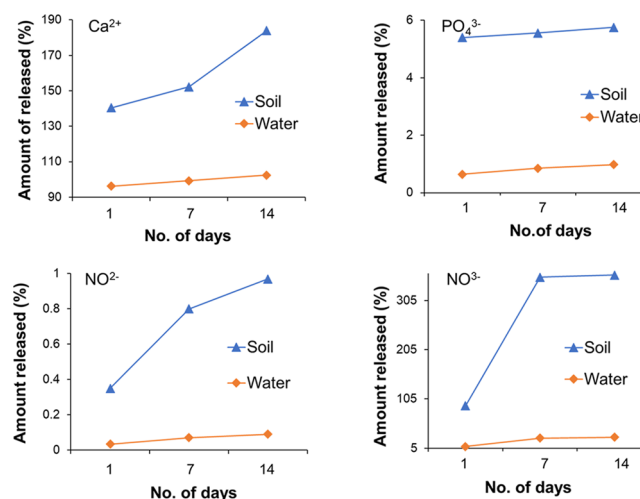 Ca²⁺
Amount of released (%)
190
170
150
130
110
90
Soil
Water
1 7 14
No. of days
PO₄³⁻
Amount released (%)
6
4
2
0
Soil
Water
1 7 14
No.of days
NO²⁻
Amount released (%)
1
0.8
0.6
0.4
0.2
0
Soil
Water
1 7 14
No. of days
NO³⁻
Amount released (%)
305
205
105
5
Soil
Water
1 7 14
No. of days